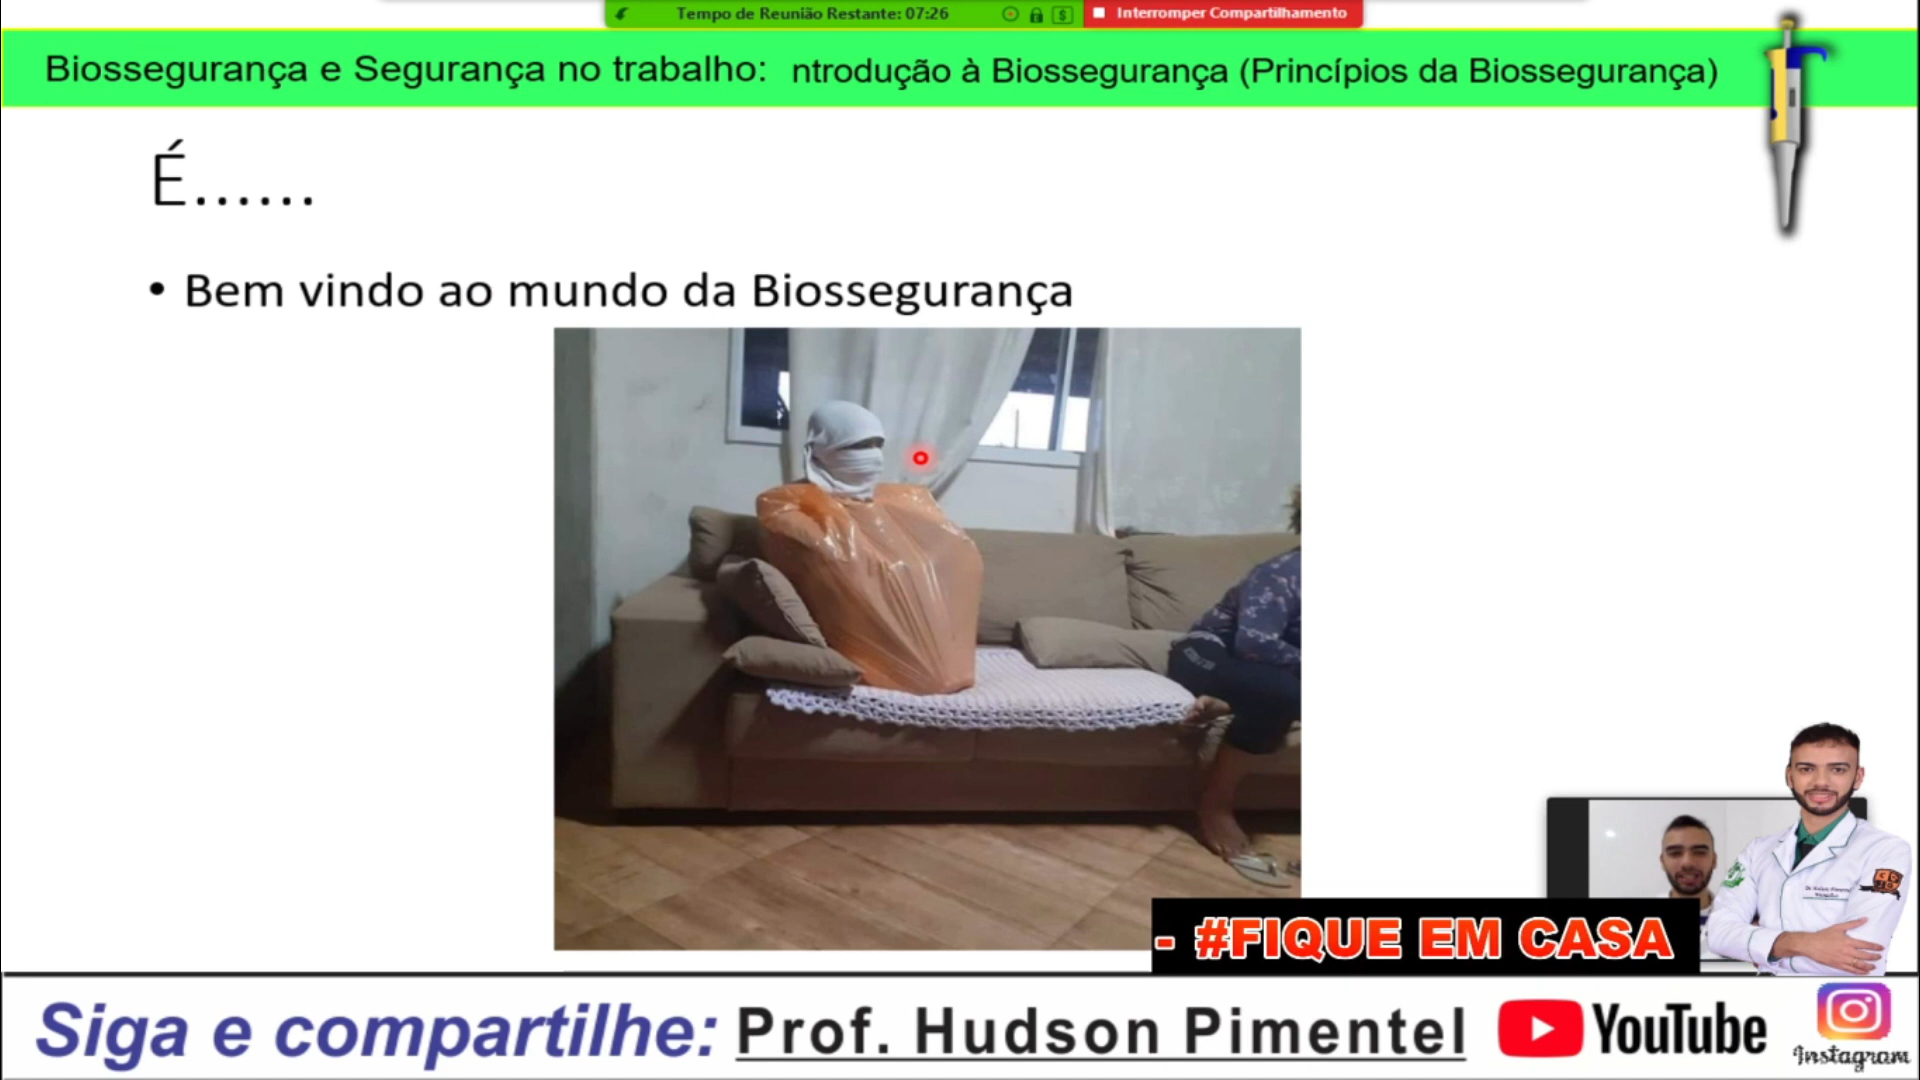 Tempo de Reunião Restante: 07:26
Interromper Compartilhamento
Biossegurança e Segurança no trabalho: ntrodução à Biossegurança (Princípios da Biossegurança)
É......
• Bem vindo ao mundo da Biossegurança
- #FIQUE EM CASA
Siga e compartilhe: Prof. Hudson Pimentel YouTube
Instagram